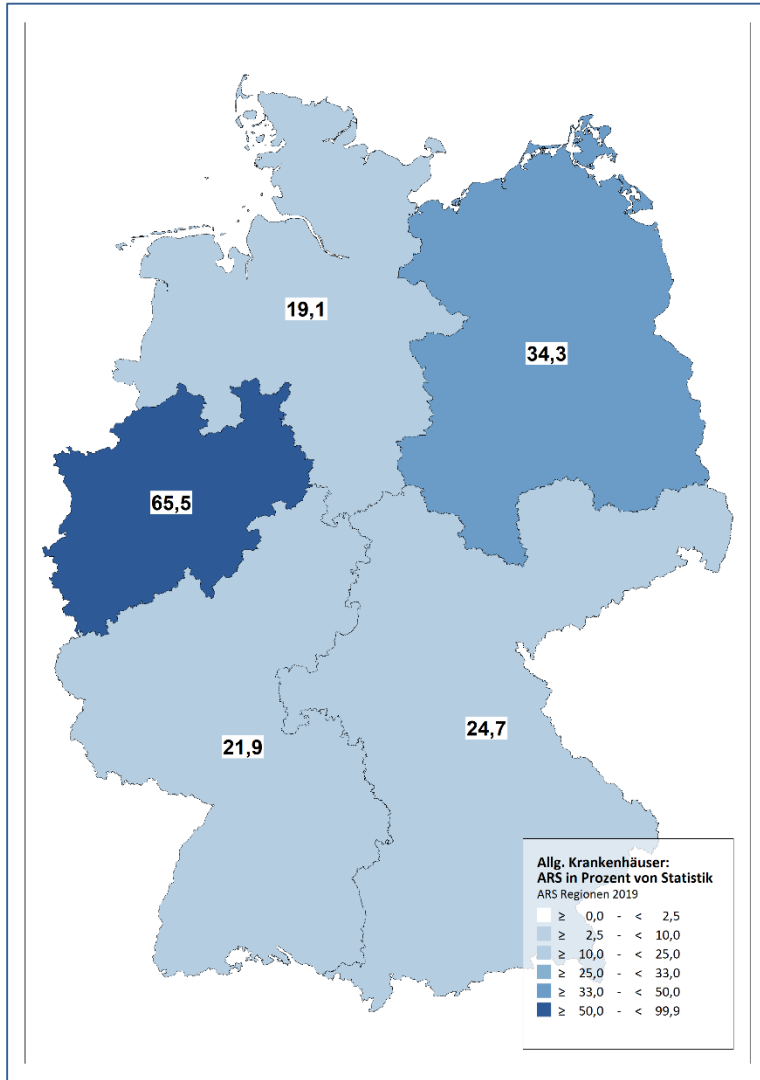 19,1
34,3
65,5
24,7
21,9
Allg. Krankenhäuser:
ARS in Prozent von Statistik
ARS Regionen 2019
≥ 0,0 - < 2,5
≥ 2,5 - < 10,0
≥ 10,0 - < 25,0
≥ 25,0 - < 33,0
≥ 33,0 - < 50,0
≥ 50,0 - < 99,9